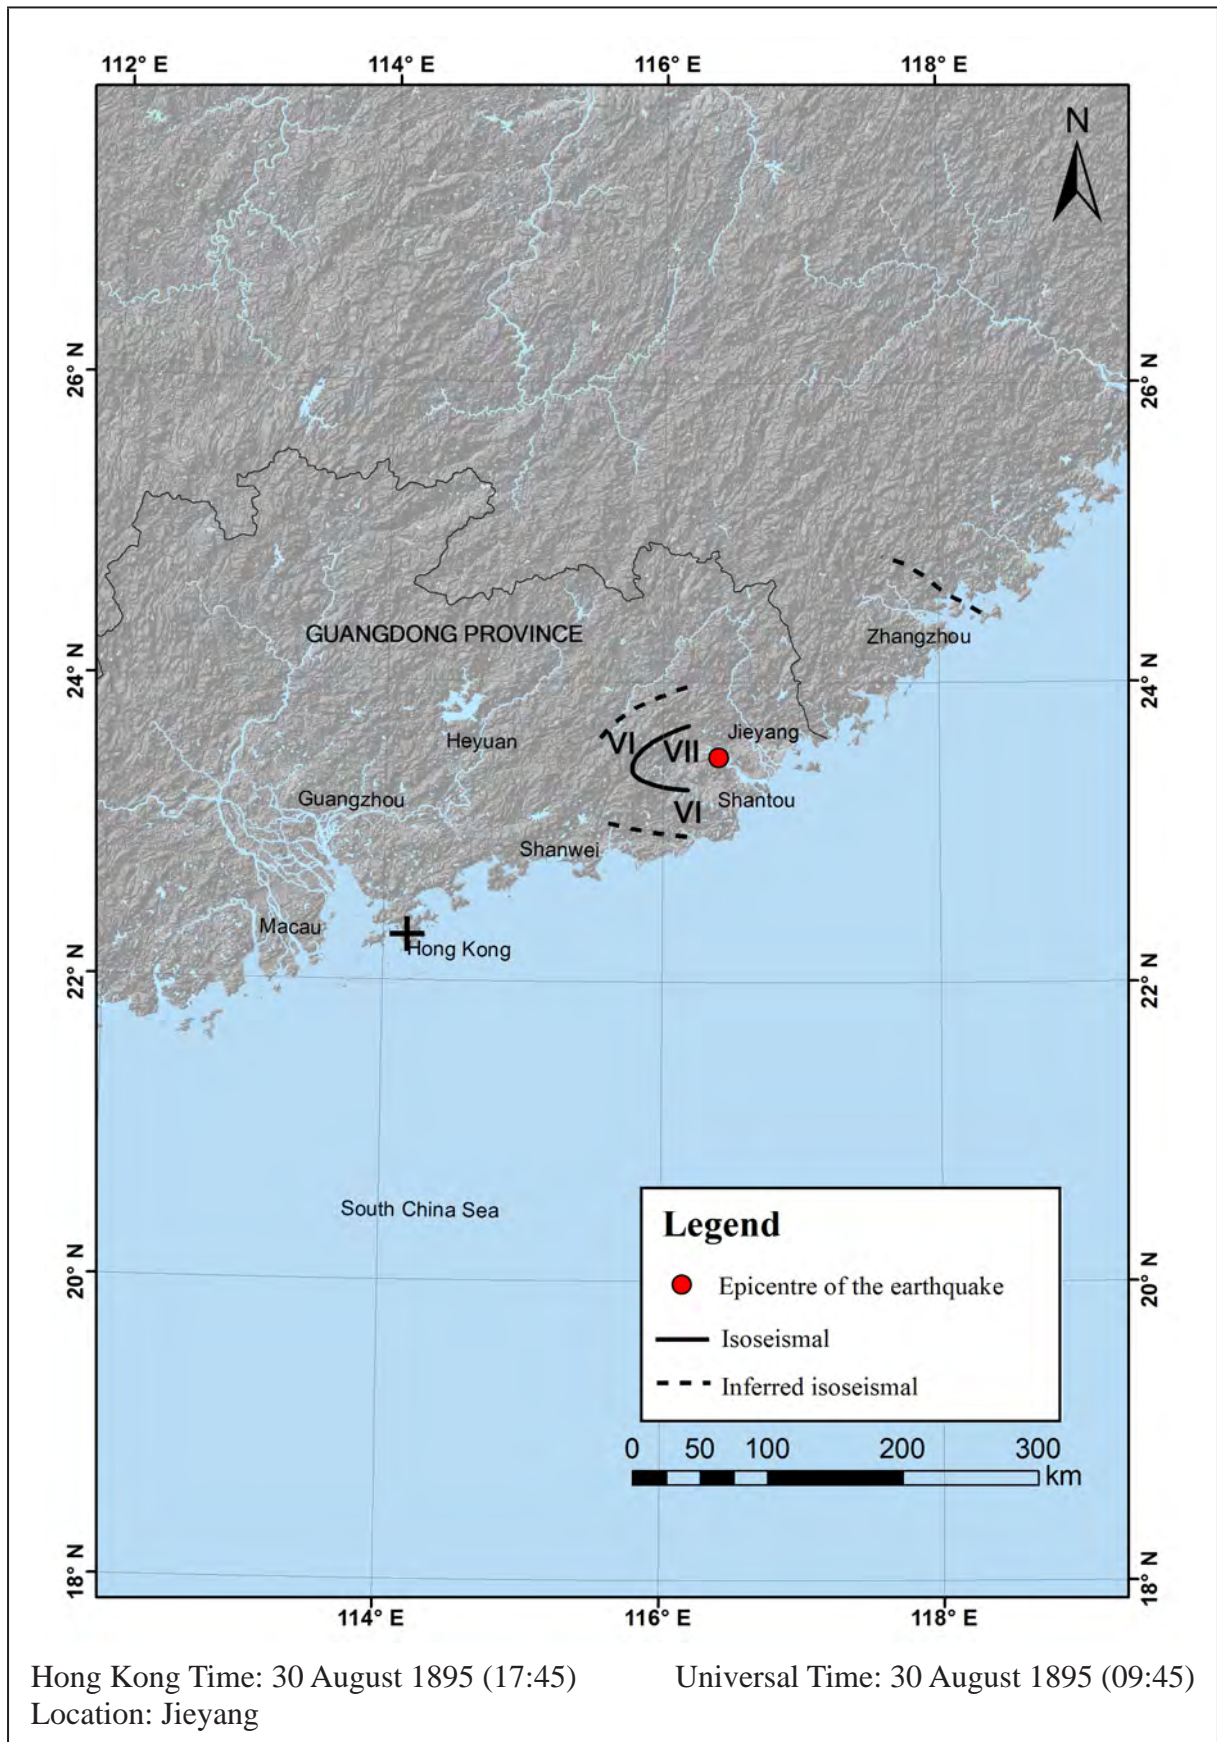 112° E 114° E 116° E 118° E
N
26° N
26° N
GUANGDONG PROVINCE
Zhangzhou
24° N
24° N
Heyuan
VI
VII
Jieyang
Guangzhou
VI
Shantou
Shanwei
Macau
Hong Kong
22° N
22° N
South China Sea
20° N
20° N
Legend
Epicentre of the earthquake
Isoseismal
Inferred isoseismal
0 50 100 200 300
km
18° N
18° N
114° E 116° E 118° E
Hong Kong Time: 30 August 1895 (17:45) Universal Time: 30 August 1895 (09:45)
Location: Jieyang